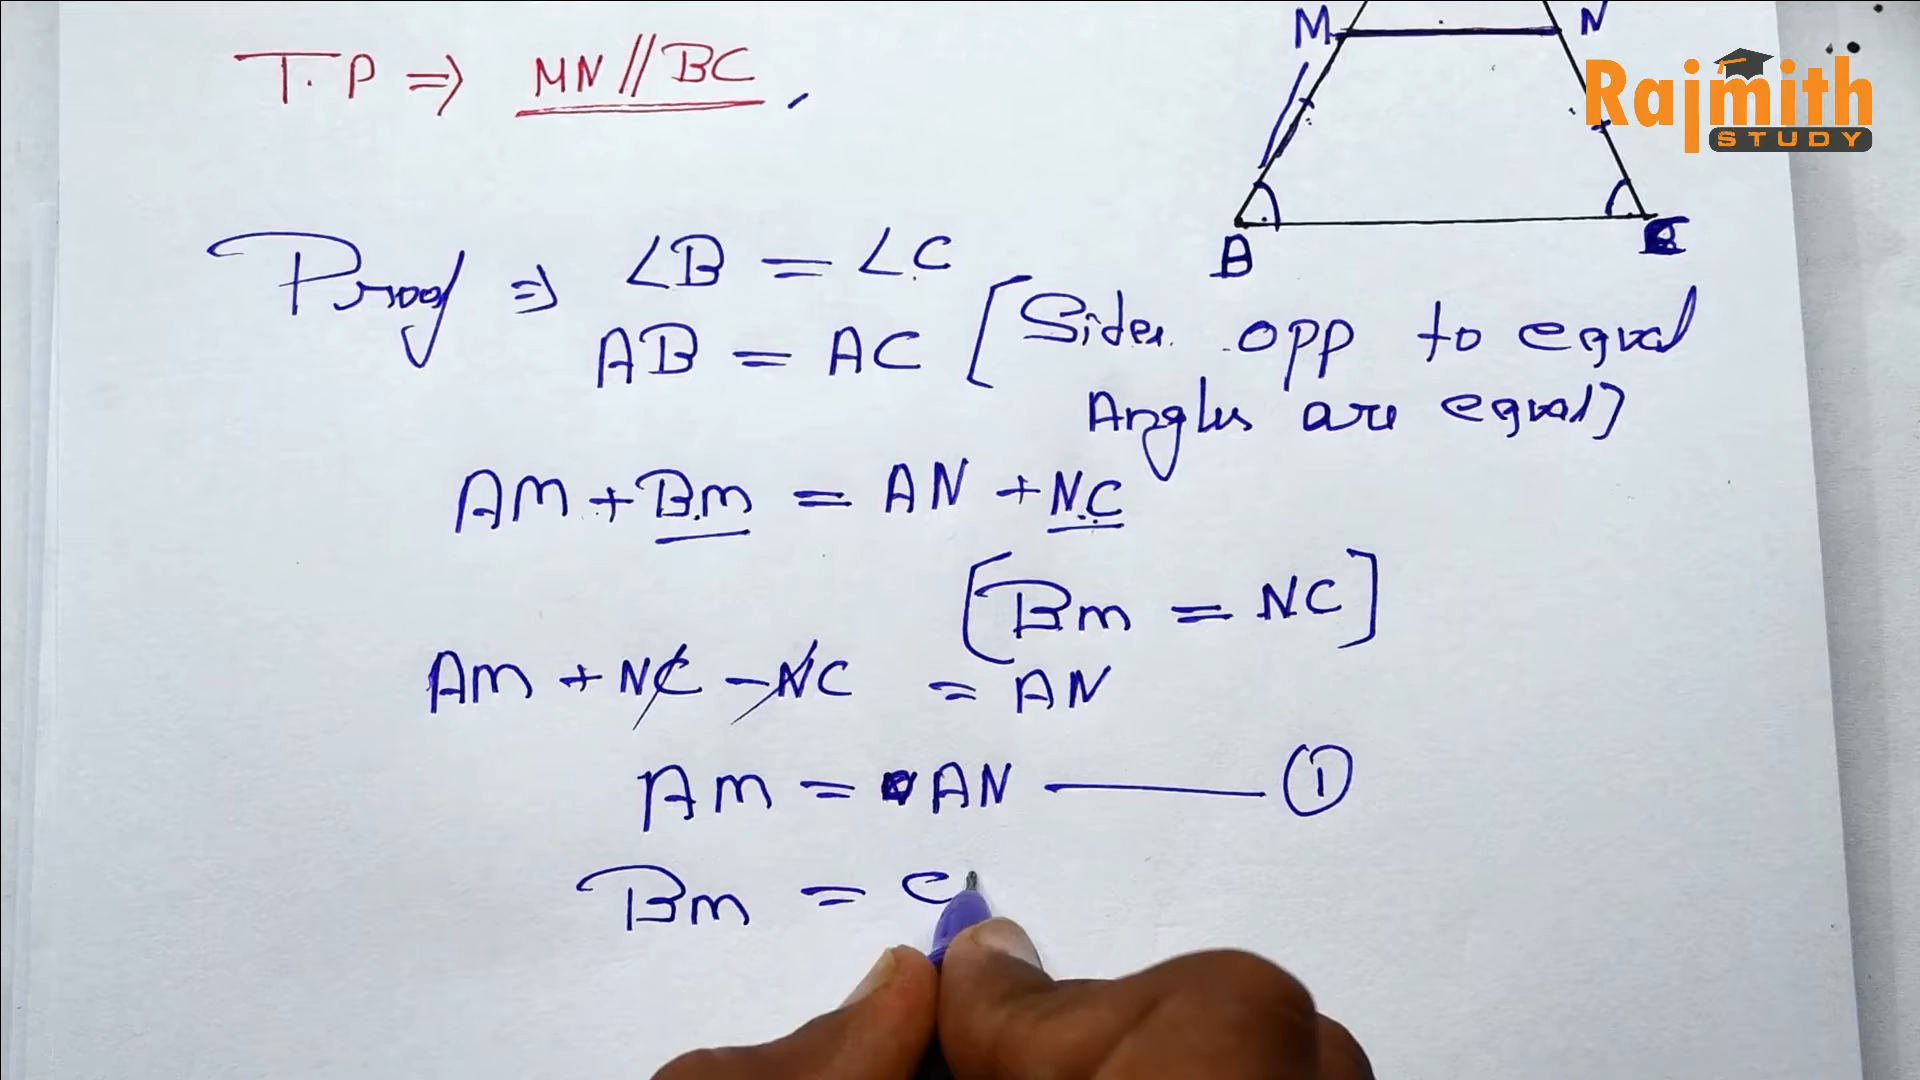 M N
T.P ⇒ MN // BC,
Rajmith
STUDY
B C
Proof ⇒ ∠B = ∠C
AB = AC [Sides opp to equal
Angles are equal]
AM + BM = AN + NC
[BM = NC]
AM + NC - NC = AN
AM = AN —— ①
BM = C